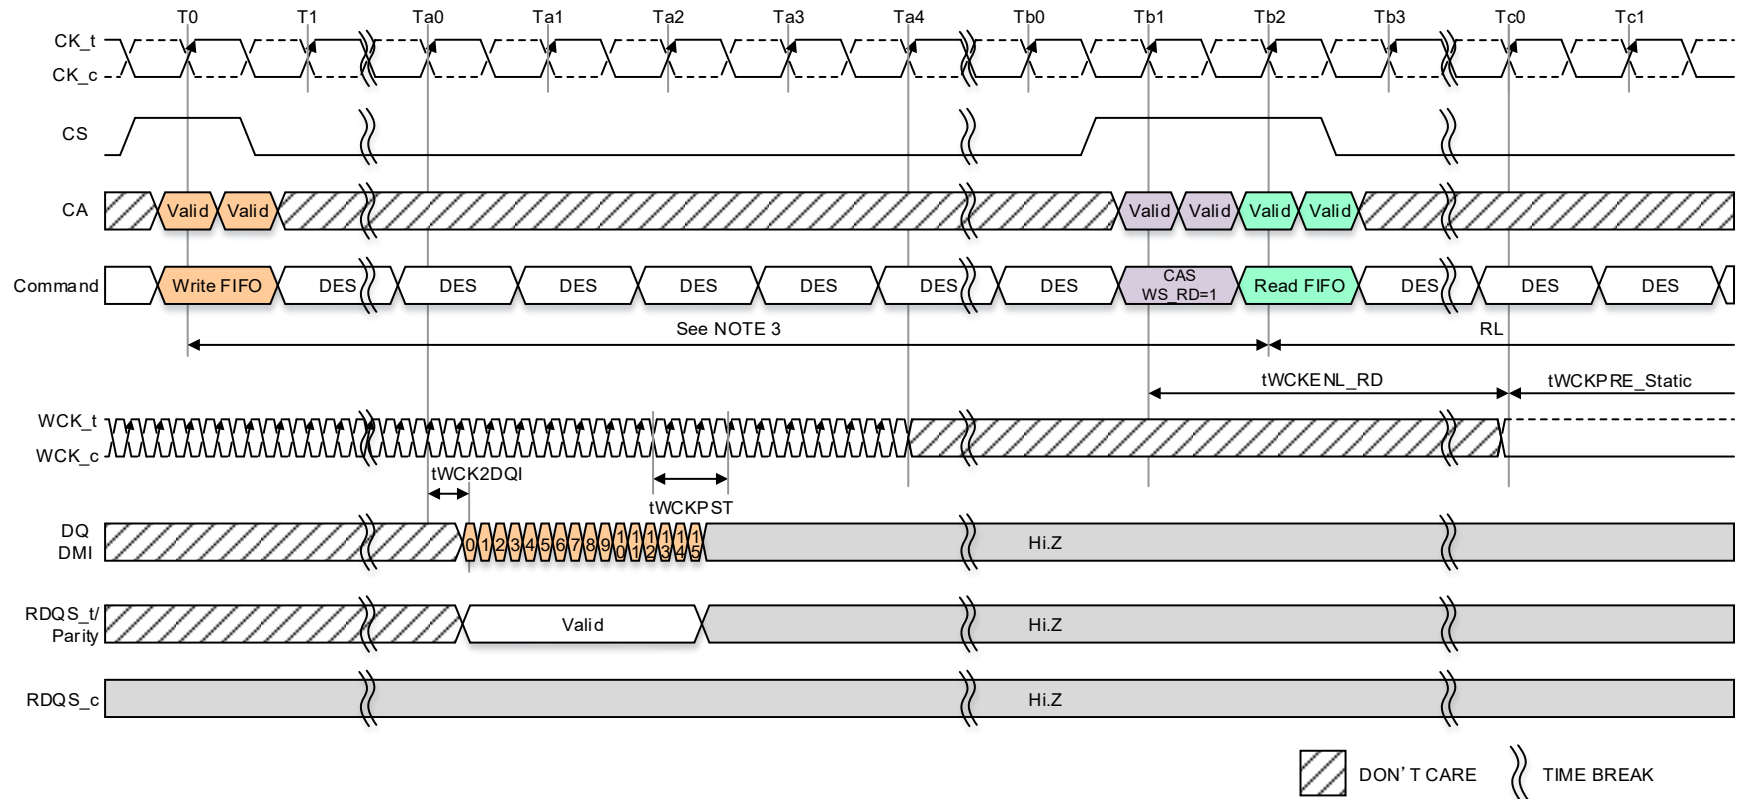 T0 T1 Ta0 Ta1 Ta2 Ta3 Ta4 Tb0 Tb1 Tb2 Tb3 Tc0 Tc1
CK_t
CK_c
CS
CA Valid Valid Valid Valid Valid Valid
Command Write FIFO DES DES DES DES DES DES DES CAS WS_RD=1 Read FIFO DES DES DES
See NOTE 3 RL
tWCKENL_RD tWCKPRE_Static
WCK_t
WCK_c
tWCK2DQI
tWCKPST
DQ
DMI
0 1 2 3 4 5 6 7 8 9 10 11 12 13 14 15 Hi.Z
RDQS_t/
Parity
Valid Hi.Z
RDQS_c Hi.Z
DON'T CARE TIME BREAK